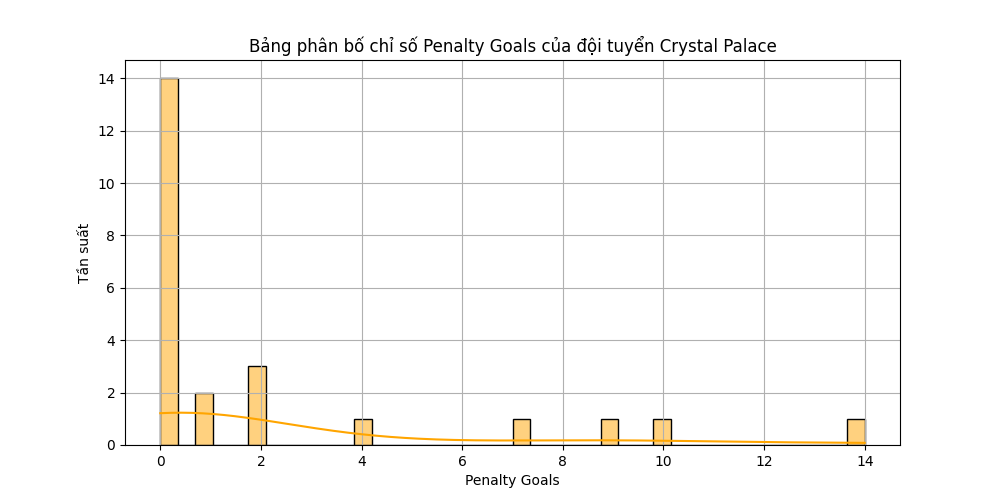 Bảng phân bố chỉ số Penalty Goals của đội tuyển Crystal Palace
14
12
10
8
6
4
2
0
Tần suất
0 2 4 6 8 10 12 14
Penalty Goals